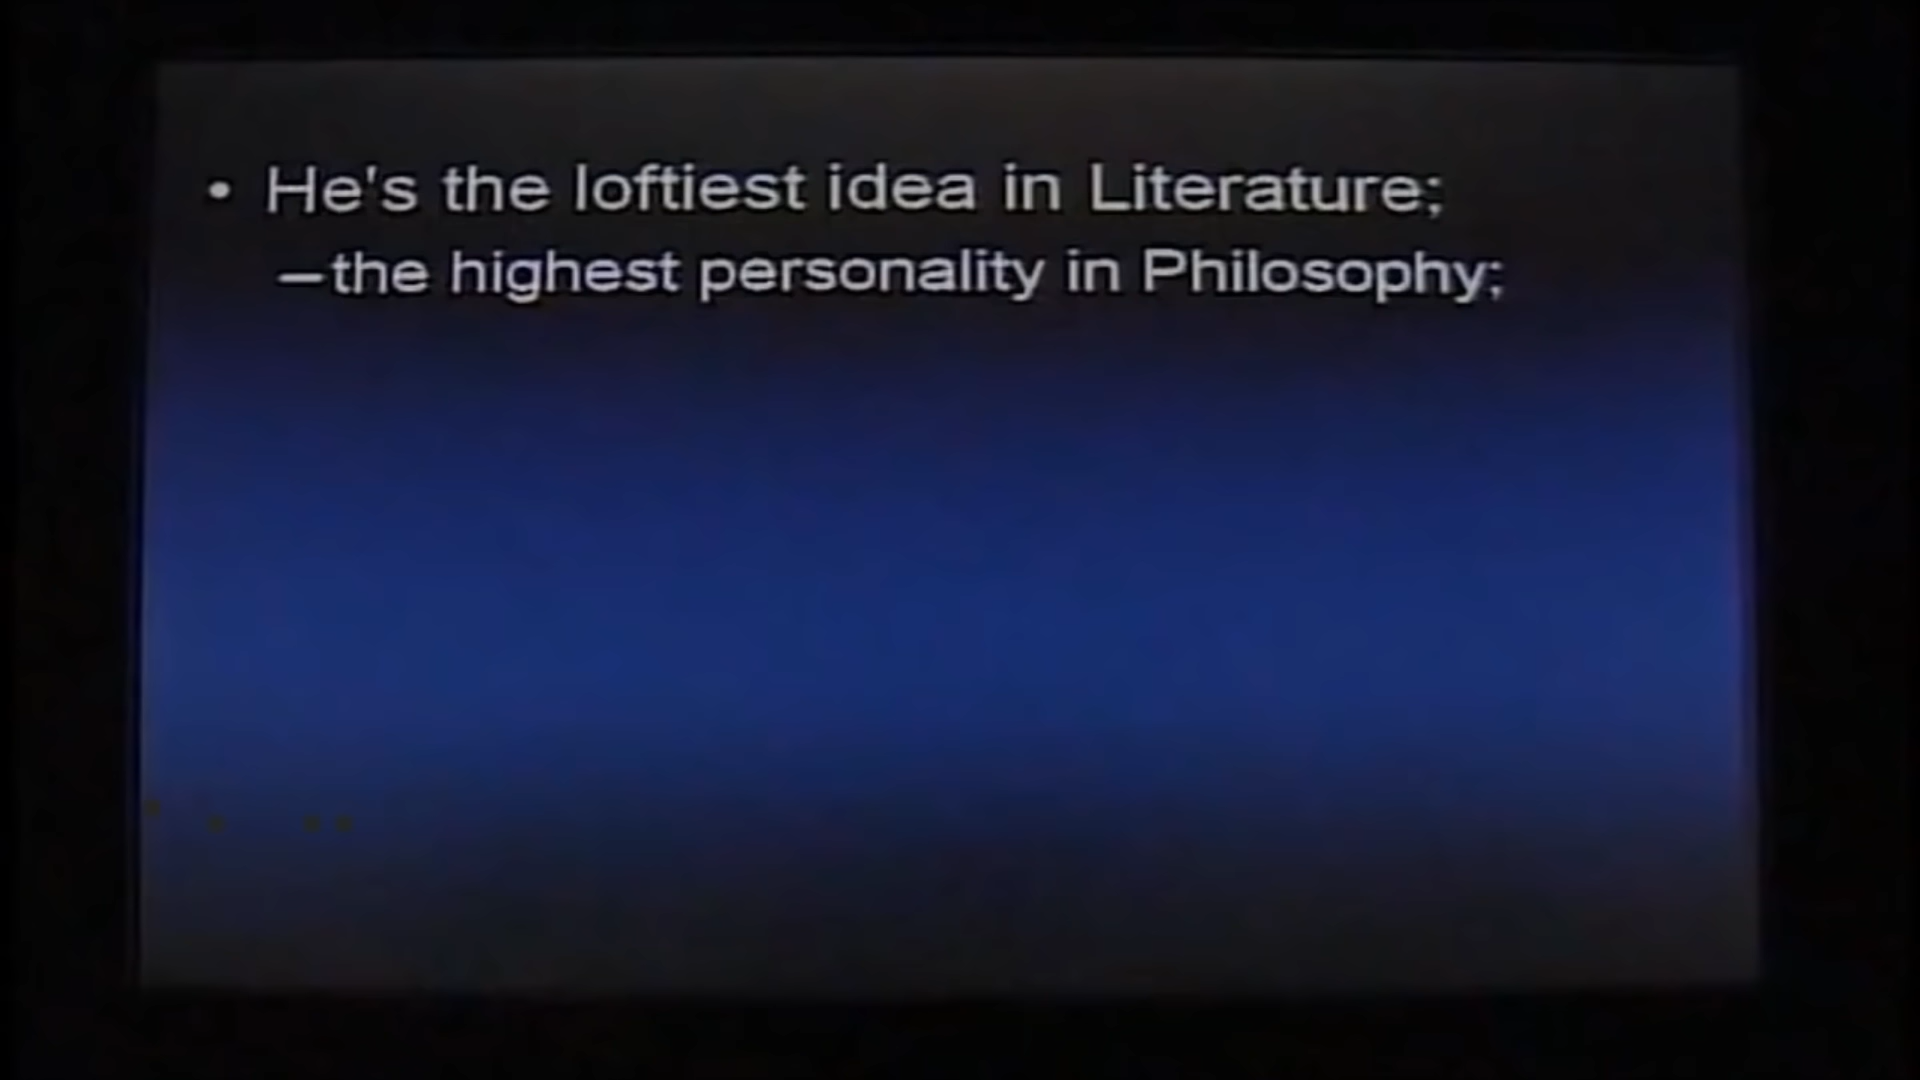 • He's the loftiest idea in Literature;
–the highest personality in Philosophy;